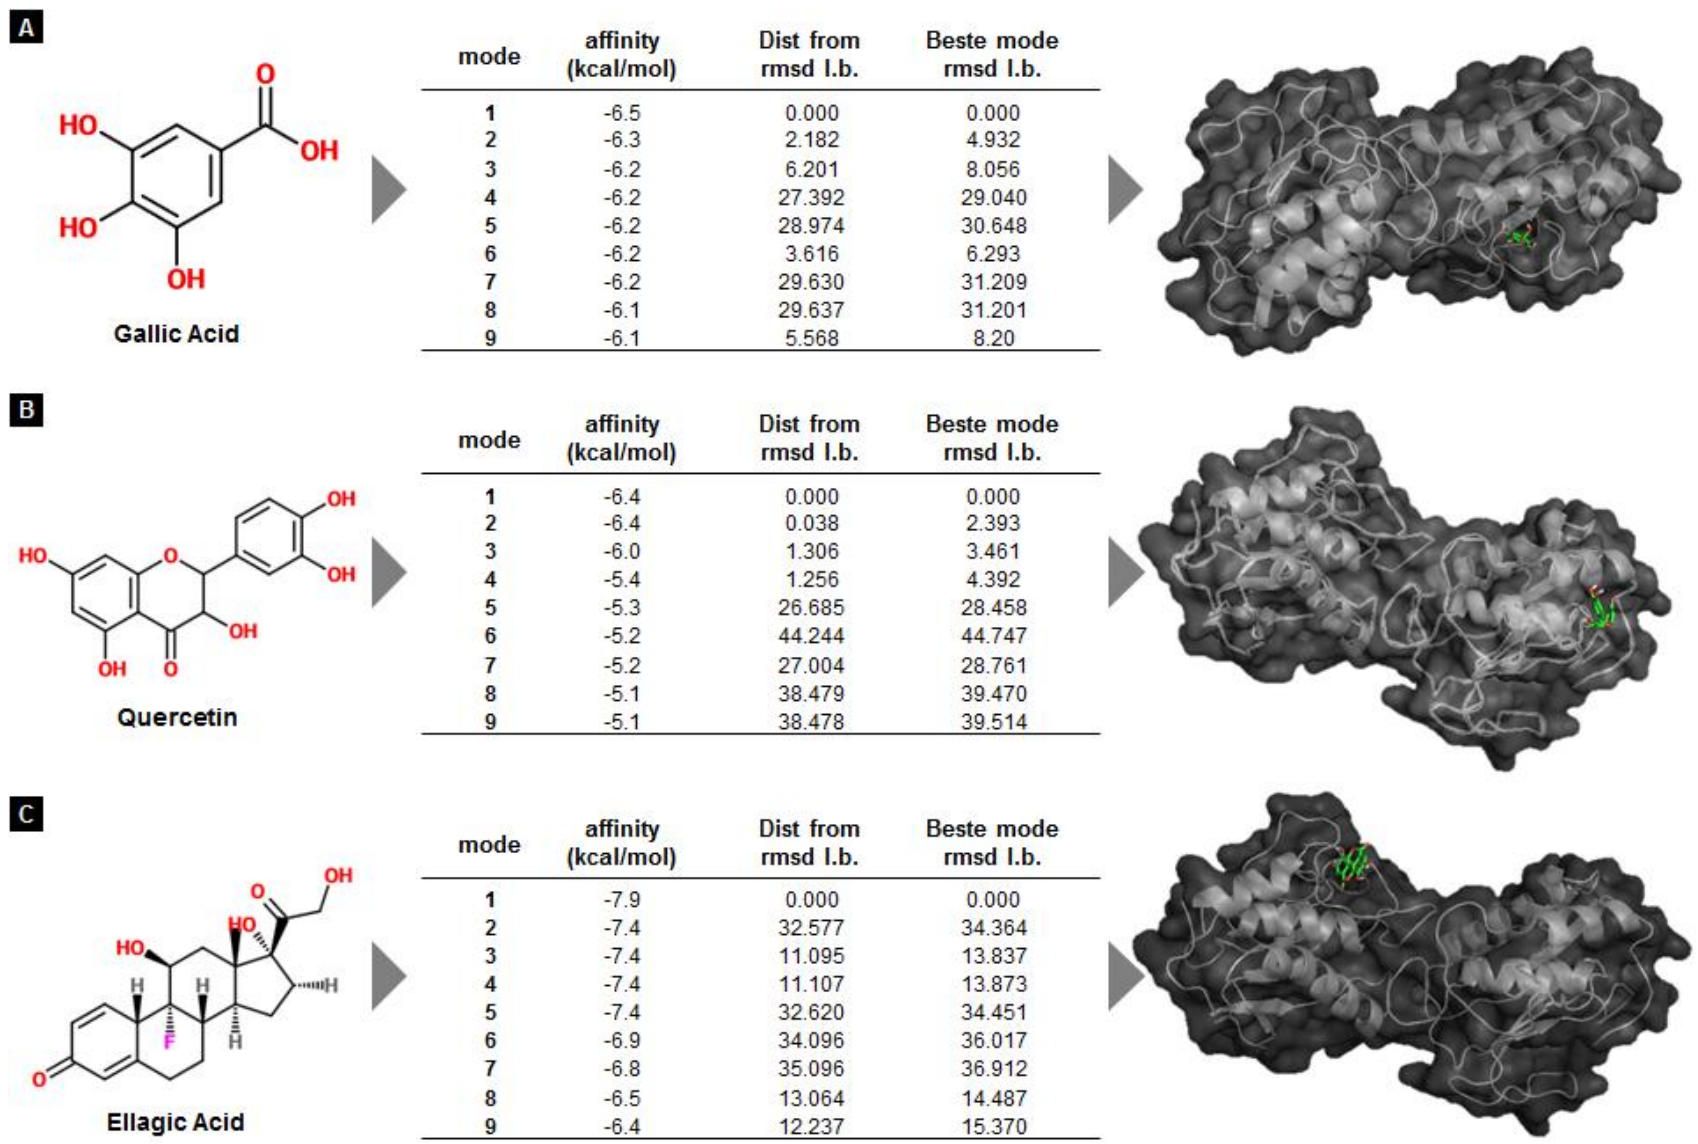 A
mode affinity (kcal/mol) Dist from rmsd l.b. Beste mode rmsd l.b.
1 -6.5 0.000 0.000
2 -6.3 2.182 4.932
3 -6.2 6.201 8.056
4 -6.2 27.392 29.040
5 -6.2 28.974 30.648
6 -6.2 3.616 6.293
7 -6.2 29.630 31.209
8 -6.1 29.637 31.201
9 -6.1 5.568 8.20
O
HO
OH
HO
OH
Gallic Acid
B
mode affinity (kcal/mol) Dist from rmsd l.b. Beste mode rmsd l.b.
1 -6.4 0.000 0.000
2 -6.4 0.038 2.393
3 -6.0 1.306 3.461
4 -5.4 1.256 4.392
5 -5.3 26.685 28.458
6 -5.2 44.244 44.747
7 -5.2 27.004 28.761
8 -5.1 38.479 39.470
9 -5.1 38.478 39.514
OH
HO
O
OH
OH
OH
O
Quercetin
C
mode affinity (kcal/mol) Dist from rmsd l.b. Beste mode rmsd l.b.
1 -7.9 0.000 0.000
2 -7.4 32.577 34.364
3 -7.4 11.095 13.837
4 -7.4 11.107 13.873
5 -7.4 32.620 34.451
6 -6.9 34.096 36.017
7 -6.8 35.096 36.912
8 -6.5 13.064 14.487
9 -6.4 12.237 15.370
OH
O
HO
HO
H
H
H
F
H
O
Ellagic Acid